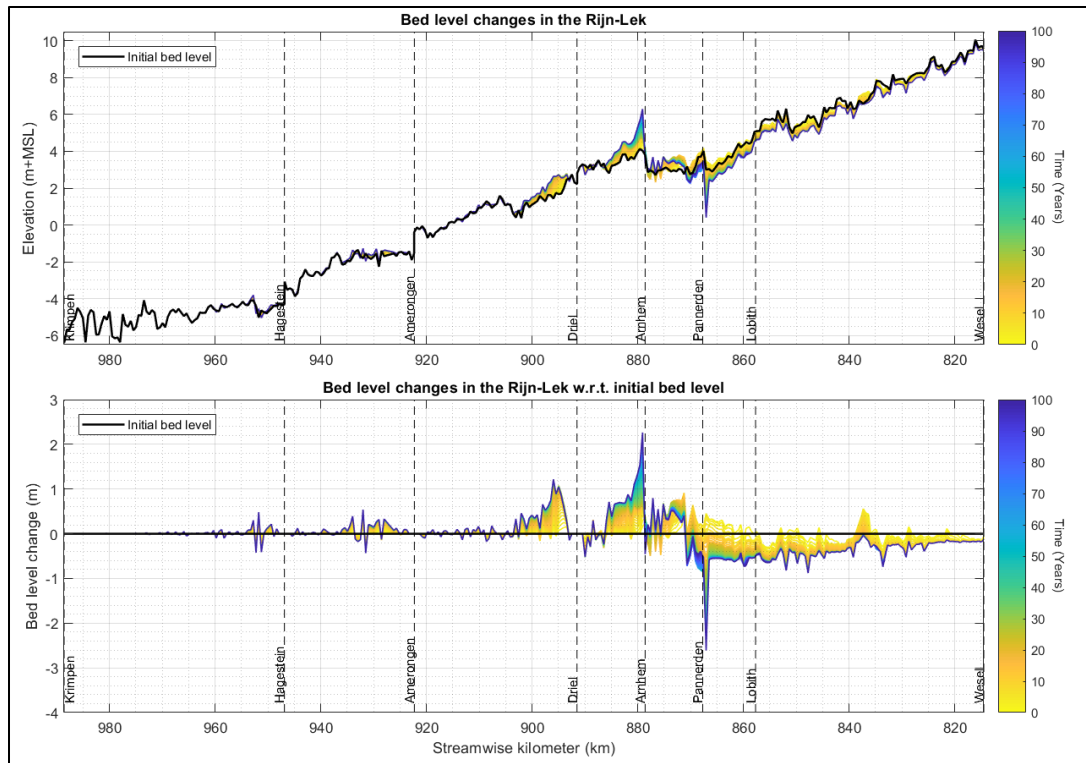 Bed level changes in the Rijn-Lek
Initial bed level
Elevation (m+MSL)
10
8
6
4
2
0
-2
-4
-6
Krimpen
Hagestein
Amerongen
Driel
Arnhem
Pannerden
Lobith
Wesel
980
960
940
920
900
880
860
840
820
100
90
80
70
60
50
40
30
20
10
0
Time (Years)
Bed level changes in the Rijn-Lek w.r.t. initial bed level
Initial bed level
Bed level change (m)
3
2
1
0
-1
-2
-3
-4
Krimpen
Hagestein
Amerongen
Driel
Arnhem
Pannerden
Lobith
Wesel
980
960
940
920
900
880
860
840
820
Streamwise kilometer (km)
100
90
80
70
60
50
40
30
20
10
0
Time (Years)